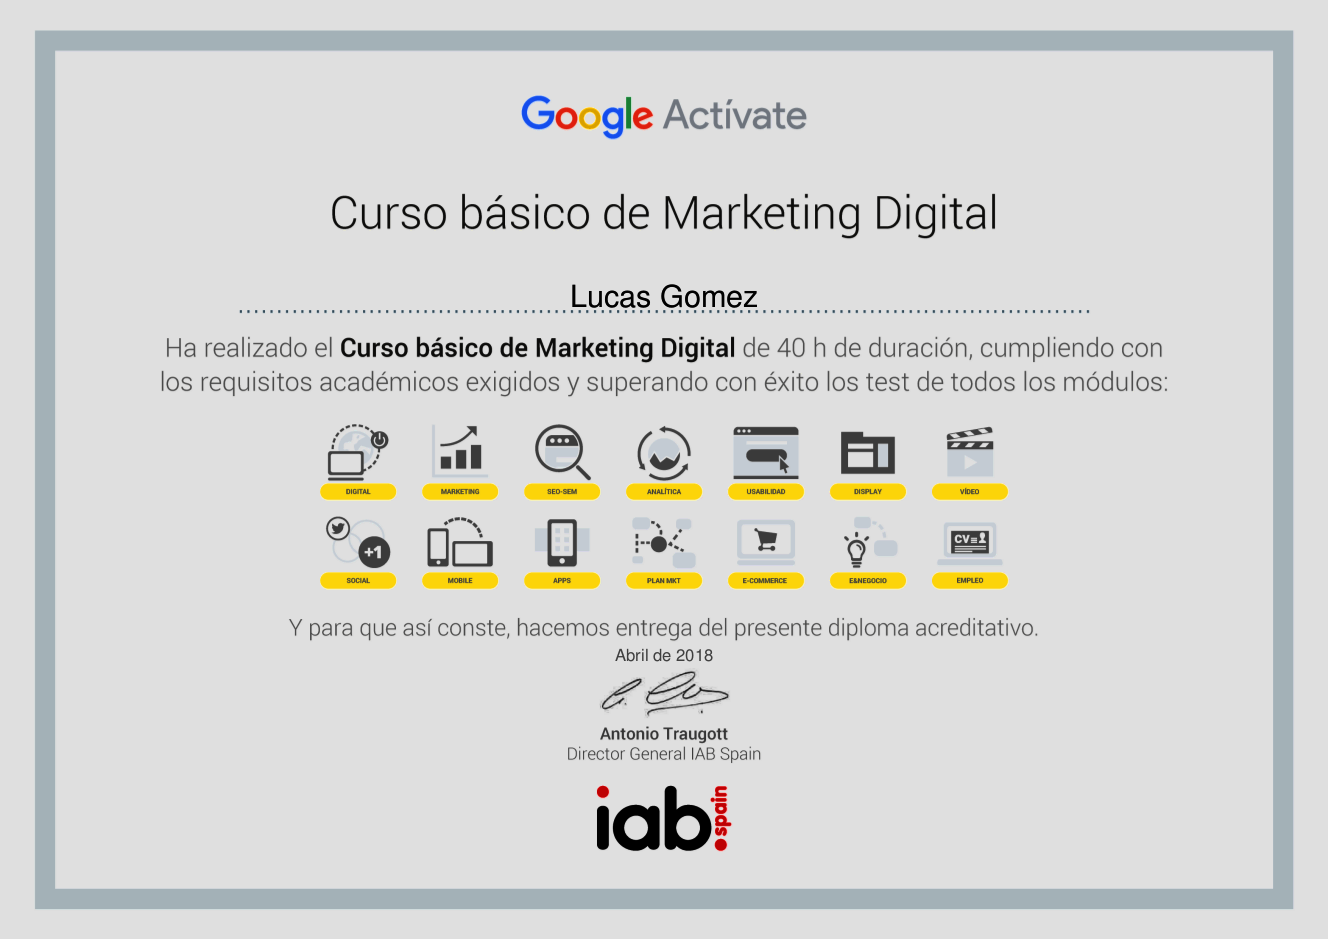 Google Actívate
Curso básico de Marketing Digital
Lucas Gomez
Ha realizado el Curso básico de Marketing Digital de 40 h de duración, cumpliendo con
los requisitos académicos exigidos y superando con éxito los test de todos los módulos:
DIGITAL MARKETING SEO-SEM ANALÍTICA USABILIDAD DISPLAY VÍDEO
+1 CV
SOCIAL MOBILE APPS PLAN MKT E-COMMERCE E&NEGOCIO EMPLEO
Y para que así conste, hacemos entrega del presente diploma acreditativo.
Abril de 2018
Antonio Traugott
Director General IAB Spain
iab spain